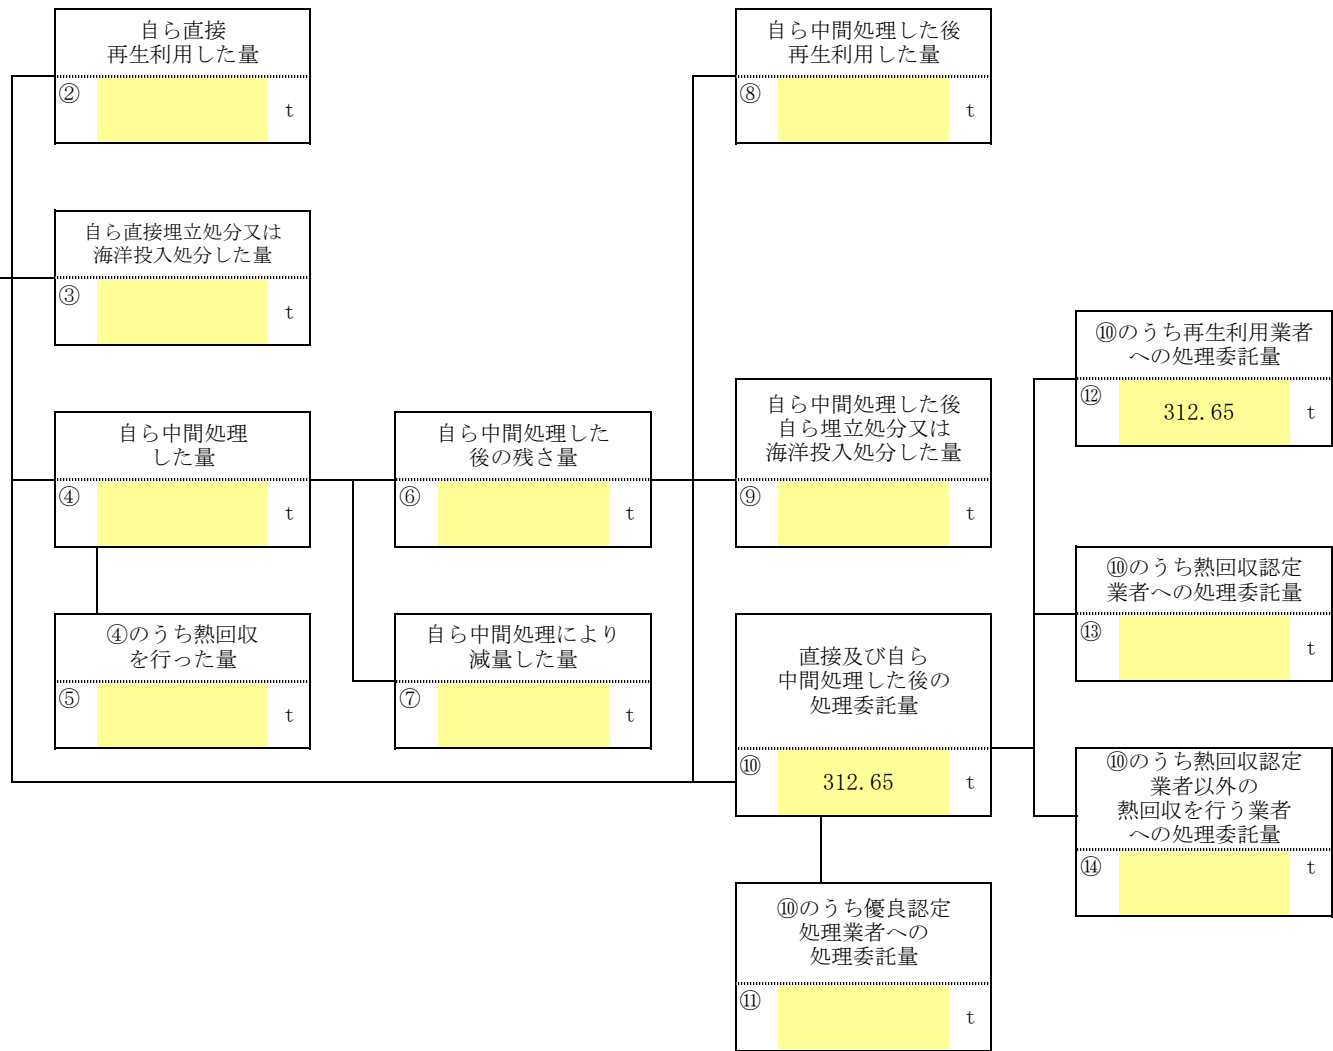 自ら直接
再生利用した量
②
t
自ら中間処理した後
再生利用した量
⑧
t
自ら直接埋立処分又は
海洋投入処分した量
③
t
⑩のうち再生利用業者
への処理委託量
⑫
312.65
t
自ら中間処理
した量
④
t
自ら中間処理した
後の残さ量
⑥
t
自ら中間処理した後
自ら埋立処分又は
海洋投入処分した量
⑨
t
⑩のうち熱回収認定
業者への処理委託量
⑬
t
④のうち熱回収
を行った量
⑤
t
自ら中間処理により
減量した量
⑦
t
直接及び自ら
中間処理した後の
処理委託量
⑩
312.65
t
⑩のうち熱回収認定
業者以外の
熱回収を行う業者
への処理委託量
⑭
t
⑩のうち優良認定
処理業者への
処理委託量
⑪
t